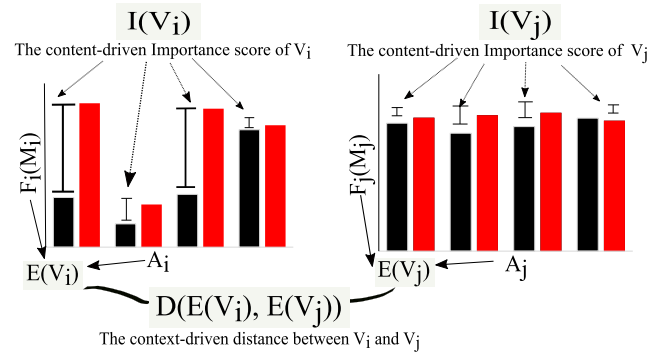 I(Vi)
The content-driven Importance score of Vi
Fi(Mi)
Ai
E(Vi)
I(Vj)
The content-driven Importance score of Vj
Fj(Mj)
Aj
E(Vj)
D(E(Vi), E(Vj))
The context-driven distance between Vi and Vj